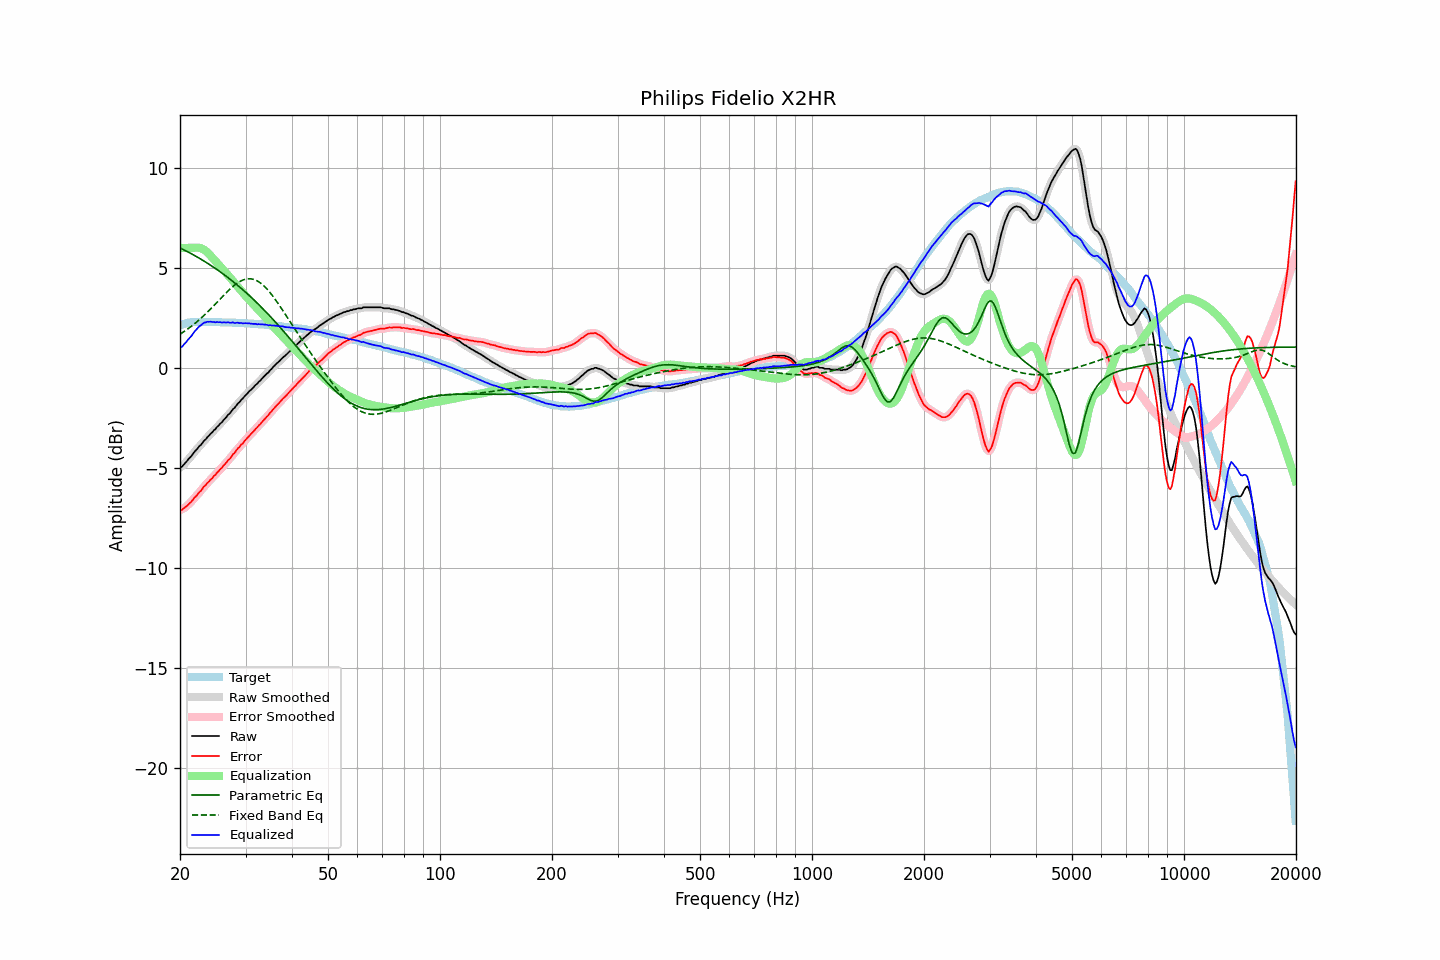 Philips Fidelio X2HR
Amplitude (dBr)
10
5
0
−5
−10
−15
−20
Target
Raw Smoothed
Error Smoothed
Raw
Error
Equalization
Parametric Eq
Fixed Band Eq
Equalized
20 50 100 200 500 1000 2000 5000 10000 20000
Frequency (Hz)